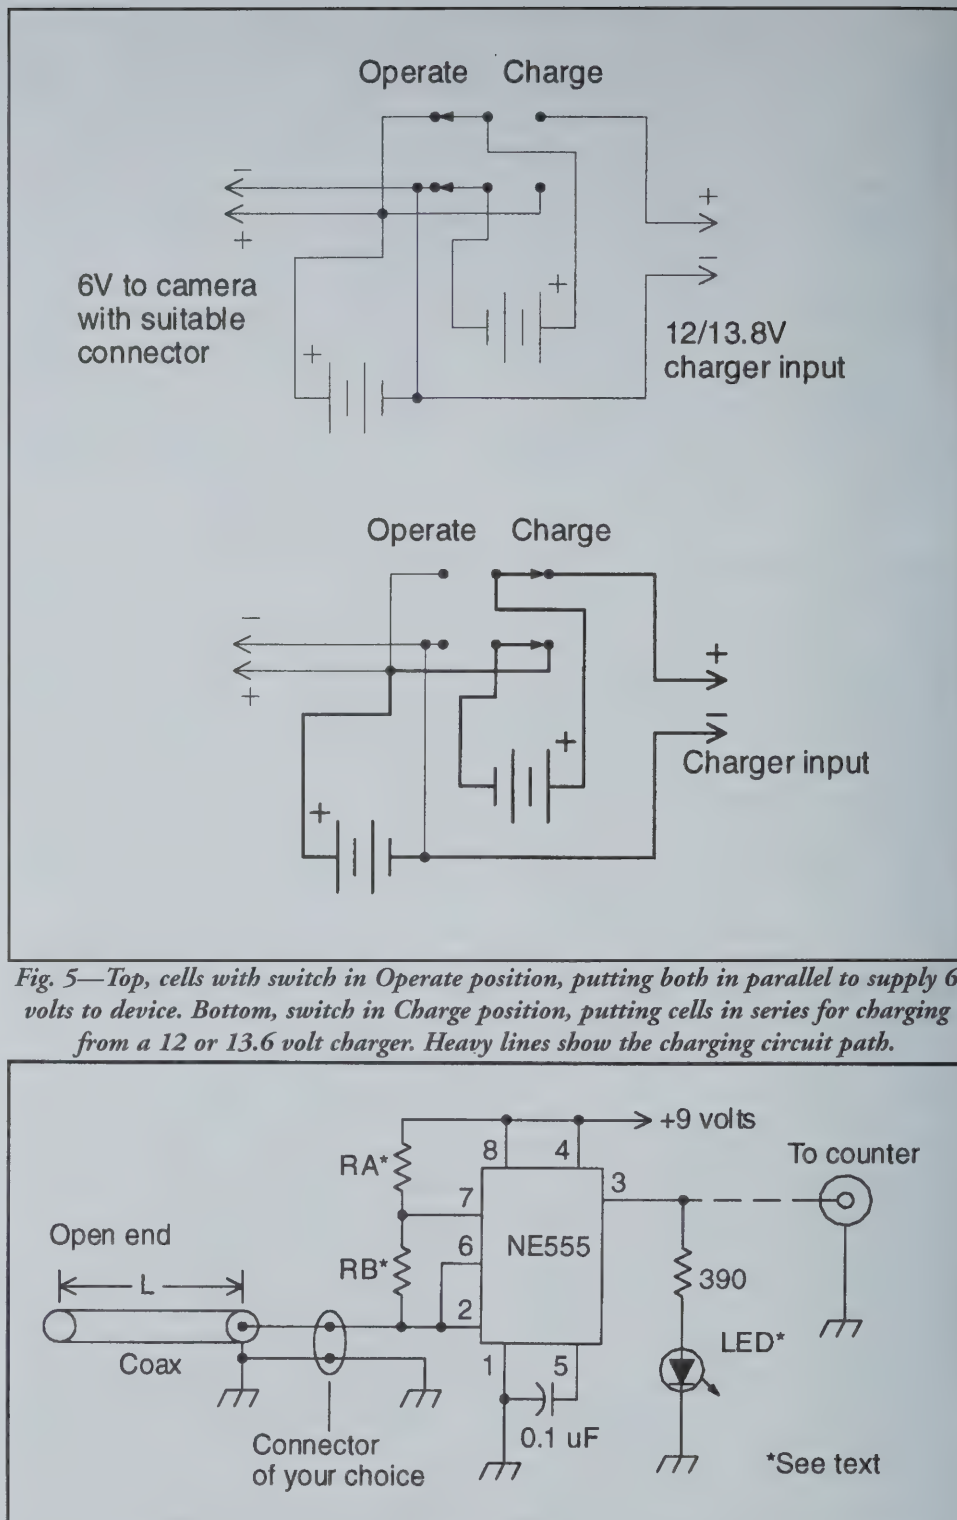 Operate Charge
−
+
6V to camera
with suitable
connector
+
+
+
−
12/13.8V
charger input
Operate Charge
−
+
+
+
+
−
Charger input
Fig. 5—Top, cells with switch in Operate position, putting both in parallel to supply 6
volts to device. Bottom, switch in Charge position, putting cells in series for charging
from a 12 or 13.6 volt charger. Heavy lines show the charging circuit path.
+9 volts
8 4
To counter
RA*
7
3
Open end
6
NE555
L
RB*
390
2
Coax
1 5
LED*
0.1 uF
Connector
of your choice
*See text